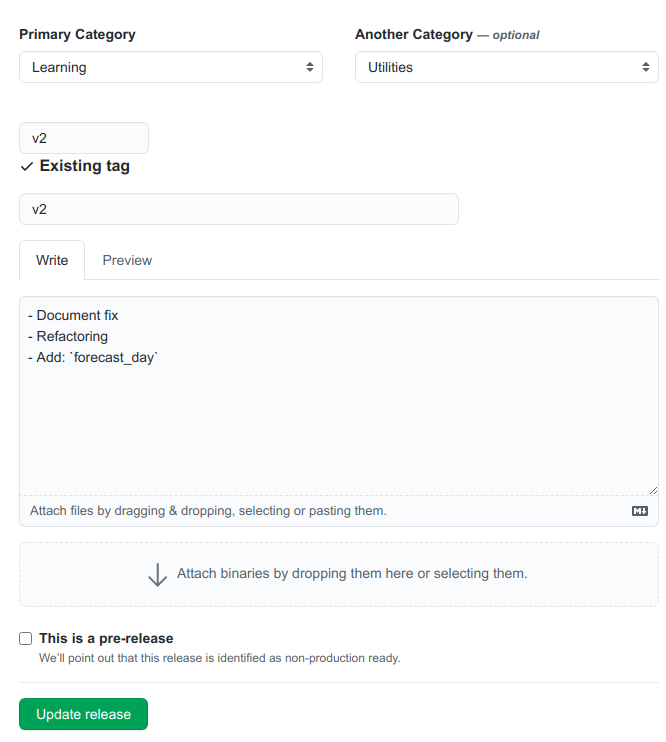 Primary Category
Another Category — optional
Learning
Utilities
v2
Existing tag
v2
Write
Preview
- Document fix
- Refactoring
- Add: `forecast_day`
Attach files by dragging & dropping, selecting or pasting them.
M
Attach binaries by dropping them here or selecting them.
This is a pre-release
We'll point out that this release is identified as non-production ready.
Update release